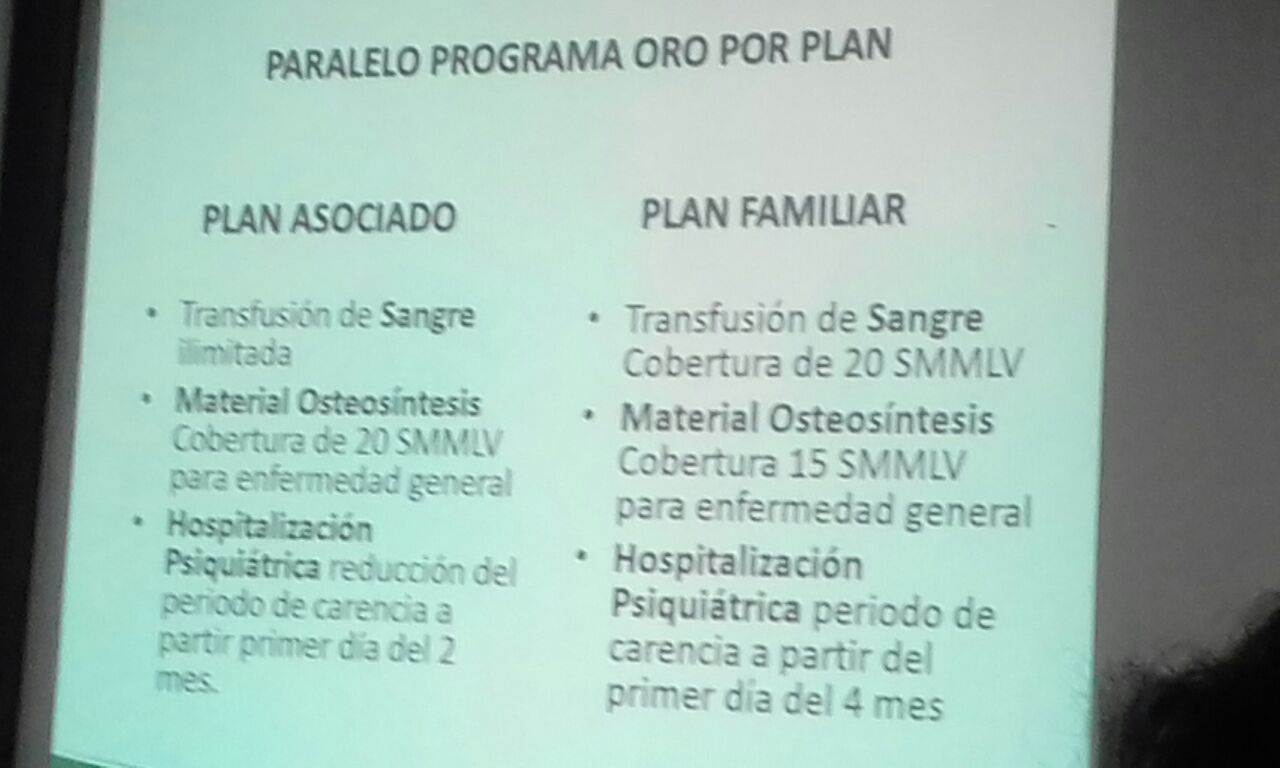 PARALELO PROGRAMA ORO POR PLAN
PLAN ASOCIADO
• Transfusión de Sangre
ilimitada
• Material Osteosíntesis
Cobertura de 20 SMMLV
para enfermedad general
• Hospitalización
Psiquiátrica reducción del
periodo de carencia a
partir primer día del 2
mes.
PLAN FAMILIAR
• Transfusión de Sangre
Cobertura de 20 SMMLV
• Material Osteosíntesis
Cobertura 15 SMMLV
para enfermedad general
• Hospitalización
Psiquiátrica periodo de
carencia a partir del
primer día del 4 mes